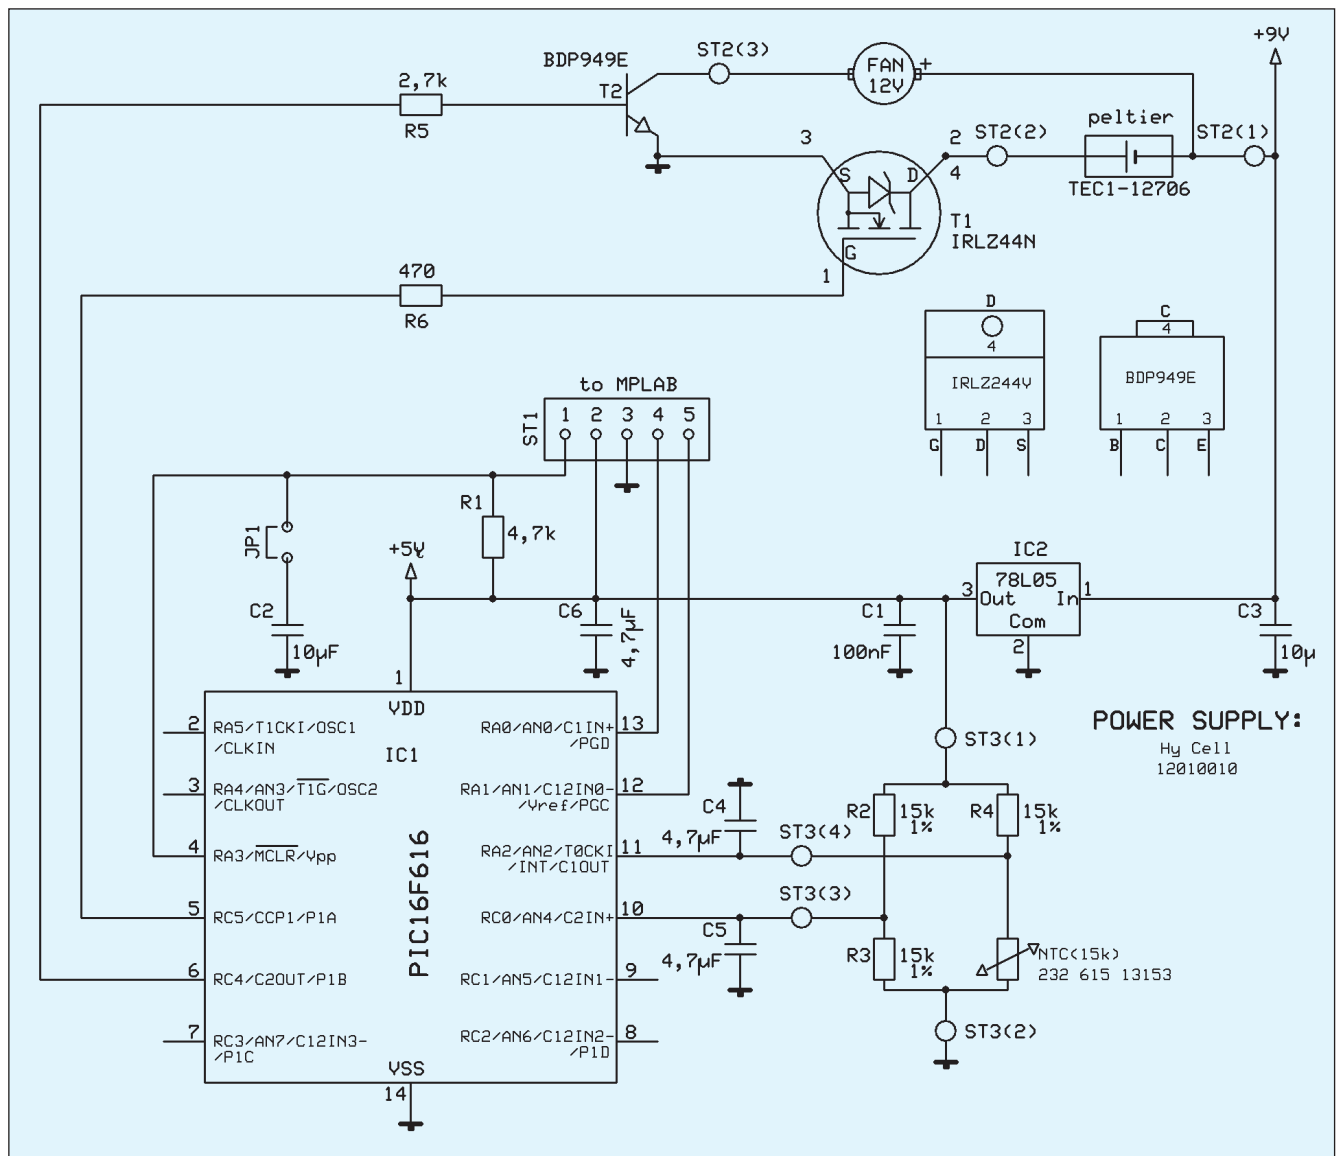 +9V
BDP949E
ST2(3)
FAN
12V
+
2,7k
T2
R5
3
2
ST2(2)
peltier
ST2(1)
4
TEC1-12706
S
D
T1
IRLZ44N
G
1
470
R6
D
4
IRLZ244V
1 2 3
G D S
C
4
BDP949E
1 2 3
B C E
to MPLAB
ST1
1 2 3 4 5
R1
4,7k
JP1
+5V
IC2
78L05
3
Out
In
1
Com
2
C2
10µF
C6
4,7µF
C1
100nF
C3
10µ
1
VDD
IC1
PIC16F616
2
RA5/T1CKI/OSC1
/CLKIN
3
RA4/AN3/T1G/OSC2
/CLKOUT
4
RA3/MCLR/Vpp
5
RC5/CCP1/P1A
6
RC4/C2OUT/P1B
7
RC3/AN7/C12IN3-
/P1C
RA0/AN0/C1IN+
/PGD
13
RA1/AN1/C12IN0-
/Vref/PGC
12
RA2/AN2/T0CKI
/INT/C1OUT
11
RC0/AN4/C2IN+
10
RC1/AN5/C12IN1-
9
RC2/AN6/C12IN2-
/P1D
8
VSS
14
POWER SUPPLY:
Hy Cell
12010010
ST3(1)
C4
4,7µF
ST3(4)
R2
15k
1%
R4
15k
1%
ST3(3)
C5
4,7µF
R3
15k
1%
NTC(15k)
232 615 13153
ST3(2)